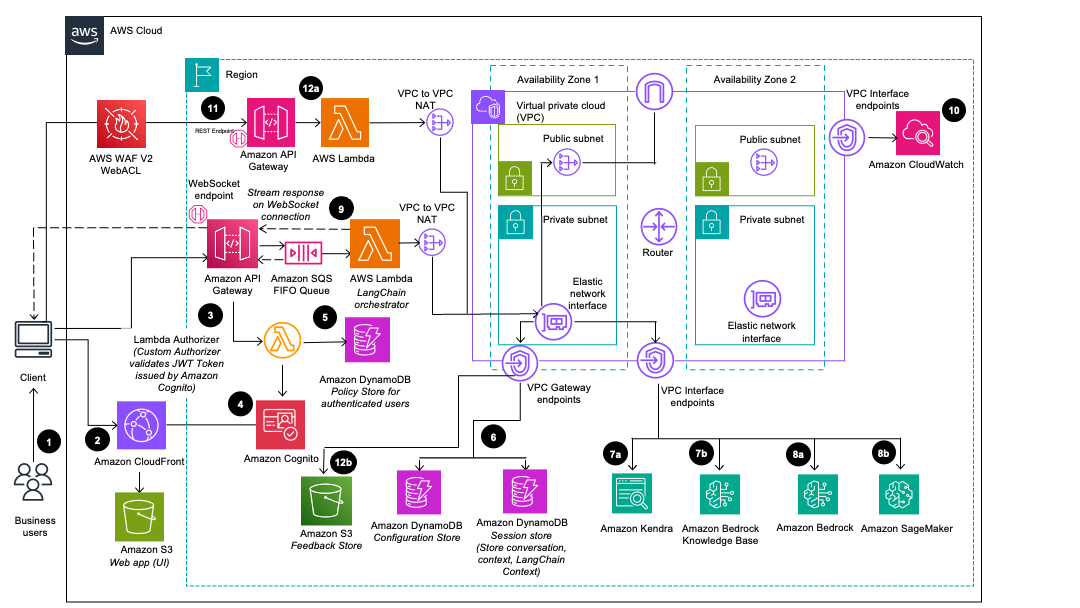 aws
AWS Cloud
Region
11
12a
REST Endpoint
AWS WAF V2
WebACL
Amazon API
Gateway
AWS Lambda
VPC to VPC
NAT
Availability Zone 1
Availability Zone 2
Virtual private cloud
(VPC)
Public subnet
Public subnet
Private subnet
Private subnet
Router
Elastic
network
interface
Elastic network
interface
VPC Interface
endpoints
10
Amazon CloudWatch
WebSocket
endpoint
Stream response
on WebSocket
connection
9
VPC to VPC
NAT
Amazon API
Gateway
Amazon SQS
FIFO Queue
AWS Lambda
LangChain
orchestrator
3
5
Lambda Authorizer
(Custom Authorizer
validates JWT Token
issued by Amazon
Cognito)
Amazon DynamoDB
Policy Store for
authenticated users
VPC Gateway
endpoints
VPC Interface
endpoints
Client
1
2
4
Amazon CloudFront
Amazon Cognito
Business
users
Amazon S3
Web app (UI)
12b
Amazon S3
Feedback Store
6
Amazon DynamoDB
Configuration Store
Amazon DynamoDB
Session store
(Store conversation,
context, LangChain
Context)
7a
7b
8a
8b
Amazon Kendra
Amazon Bedrock
Knowledge Base
Amazon Bedrock
Amazon SageMaker